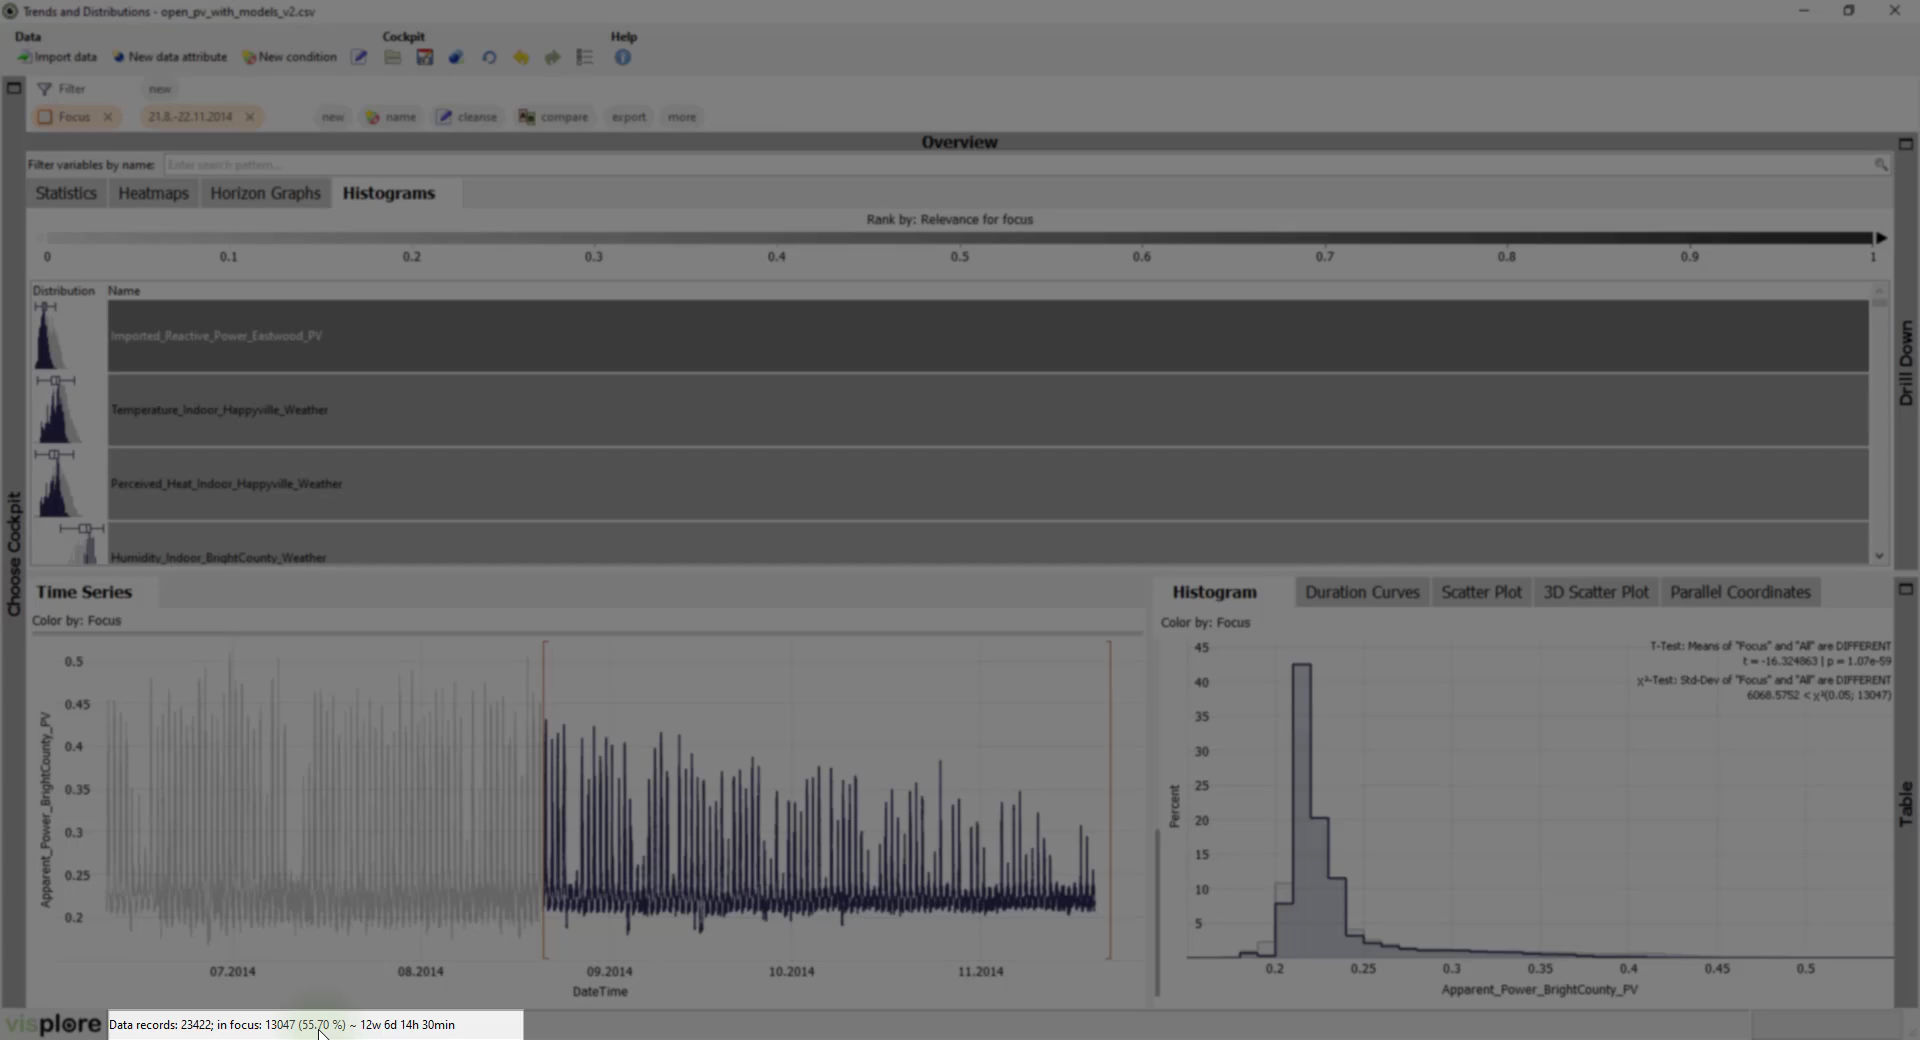 Trends and Distributions - open_pv_with_models_v2.csv
Data
Cockpit
Help
Import data
New data attribute
New condition
Filter
new
Focus
21.8.-22.11.2014
new
name
cleanse
compare
export
more
Overview
Filter variables by name:
Enter search pattern...
Statistics
Heatmaps
Horizon Graphs
Histograms
Rank by: Relevance for focus
0 0.1 0.2 0.3 0.4 0.5 0.6 0.7 0.8 0.9 1
Distribution
Name
Imported_Reactive_Power_Eastwood_PV
Temperature_Indoor_Happyville_Weather
Perceived_Heat_Indoor_Happyville_Weather
Humidity_Indoor_BrightCounty_Weather
Choose Cockpit
Drill Down
Time Series
Color by: Focus
0.5
0.45
0.4
0.35
0.3
0.25
0.2
Apparent_Power_BrightCounty_PV
07.2014 08.2014 09.2014 10.2014 11.2014
DateTime
Histogram
Duration Curves
Scatter Plot
3D Scatter Plot
Parallel Coordinates
Color by: Focus
T-Test: Means of "Focus" and "All" are DIFFERENT
t = -16.324863 | p = 1.07e-59
χ²-Test: Std-Dev of "Focus" and "All" are DIFFERENT
6068.5752 < χ²(0.05; 13047)
45
40
35
30
25
20
15
10
5
Percent
0.2 0.25 0.3 0.35 0.4 0.45 0.5
Apparent_Power_BrightCounty_PV
Table
visplore
Data records: 23422; in focus: 13047 (55.70 %) ~ 12w 6d 14h 30min